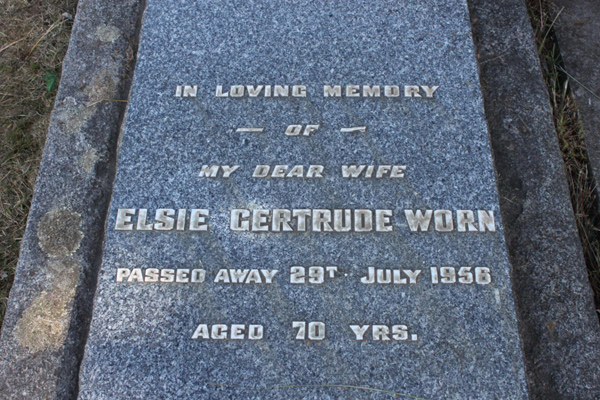 IN LOVING MEMORY
— OF —
MY DEAR WIFE
ELSIE GERTRUDE WORN
PASSED AWAY 29T. JULY 1956
AGED 70 YRS.